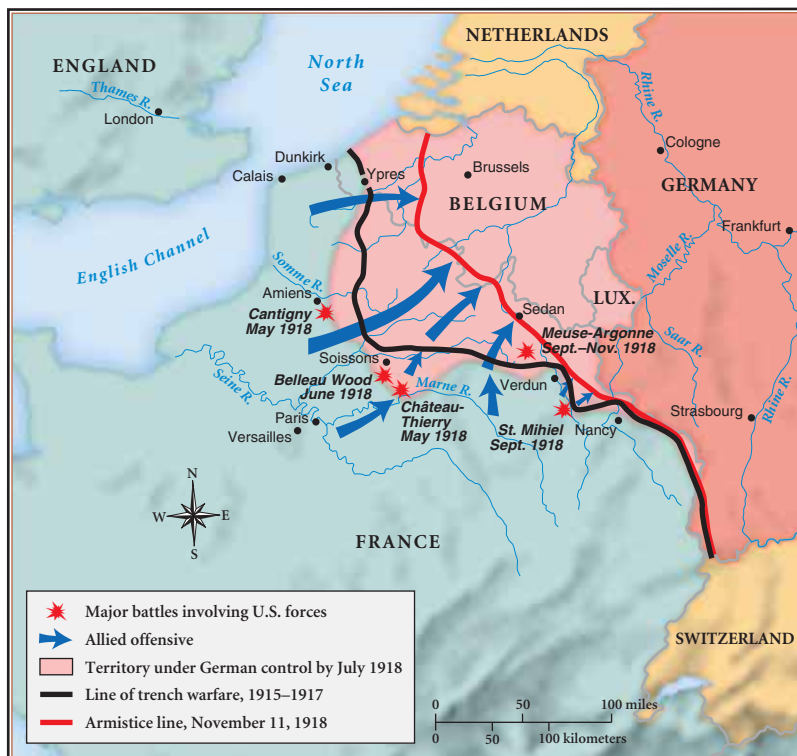 NETHERLANDS
ENGLAND
North
Sea
Thames R.
London
Rhine R.
Cologne
Dunkirk
Calais
Ypres
Brussels
GERMANY
BELGIUM
Frankfurt
English Channel
Moselle R.
Somme R.
LUX.
Amiens
Cantigny
May 1918
Sedan
Meuse-Argonne
Sept.–Nov. 1918
Saar R.
Soissons
Belleau Wood
June 1918
Marne R.
Verdun
Rhine R.
Seine R.
Château-
Thierry
May 1918
Strasbourg
Paris
Versailles
St. Mihiel
Sept. 1918
Nancy
N
W
E
S
FRANCE
Major battles involving U.S. forces
Allied offensive
Territory under German control by July 1918
Line of trench warfare, 1915–1917
Armistice line, November 11, 1918
SWITZERLAND
0 50 100 miles
0 50 100 kilometers